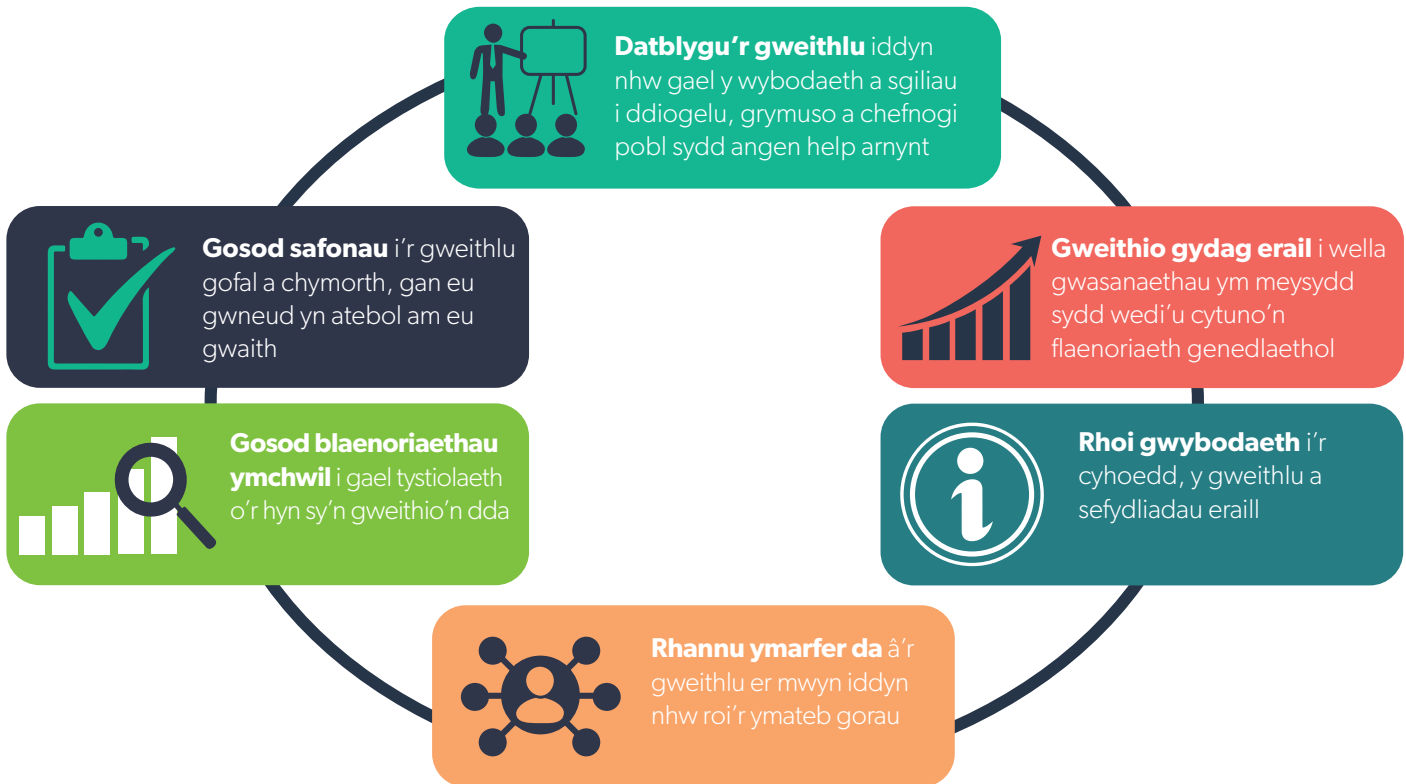 Datblygu'r gweithlu iddyn
nhw gael y wybodaeth a sgiliau
i ddiogelu, grymuso a chefnogi
pobl sydd angen help arnynt
Gosod safonau i'r gweithlu
gofal a chymorth, gan eu
gwneud yn atebol am eu
gwaith
Gweithio gydag erail i wella
gwasanaethau ym meysydd
sydd wedi'u cytuno'n
flaenoriaeth genedlaethol
Gosod blaenoriaethau
ymchwil i gael tystiolaeth
o'r hyn sy'n gweithio'n dda
Rhoi gwybodaeth i'r
cyhoedd, y gweithlu a
sefydliadau eraill
Rhannu ymarfer da â'r
gweithlu er mwyn iddyn
nhw roi'r ymateb gorau